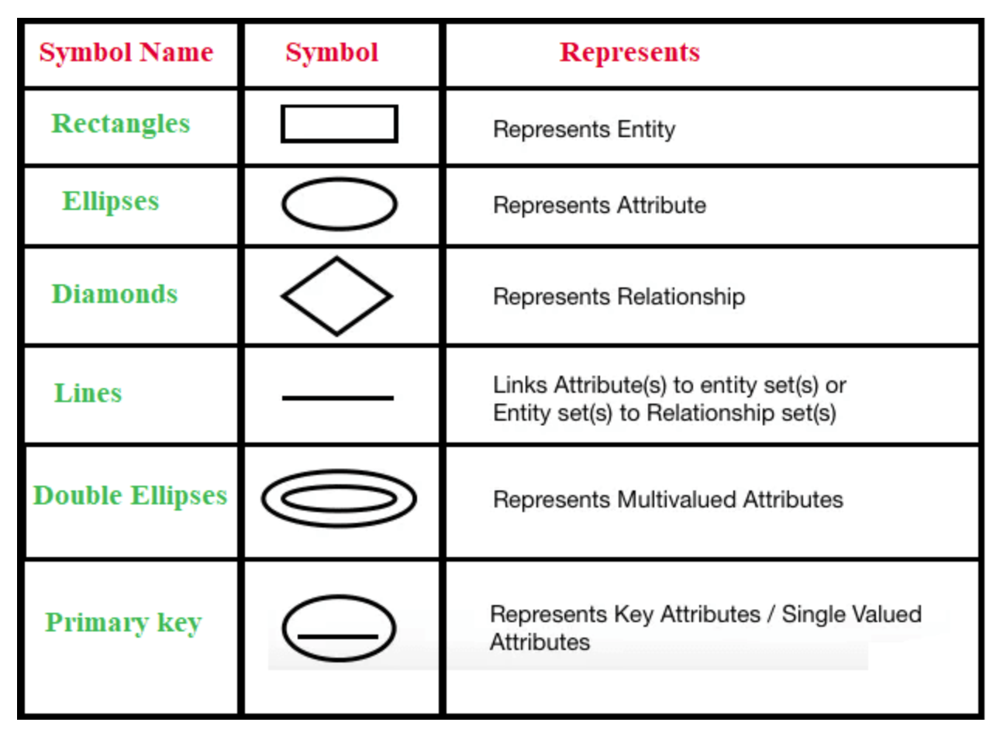 Symbol Name Symbol Represents
Rectangles Represents Entity
Ellipses Represents Attribute
Diamonds Represents Relationship
Lines Links Attribute(s) to entity set(s) or
Entity set(s) to Relationship set(s)
Double Ellipses Represents Multivalued Attributes
Primary key Represents Key Attributes / Single Valued
Attributes